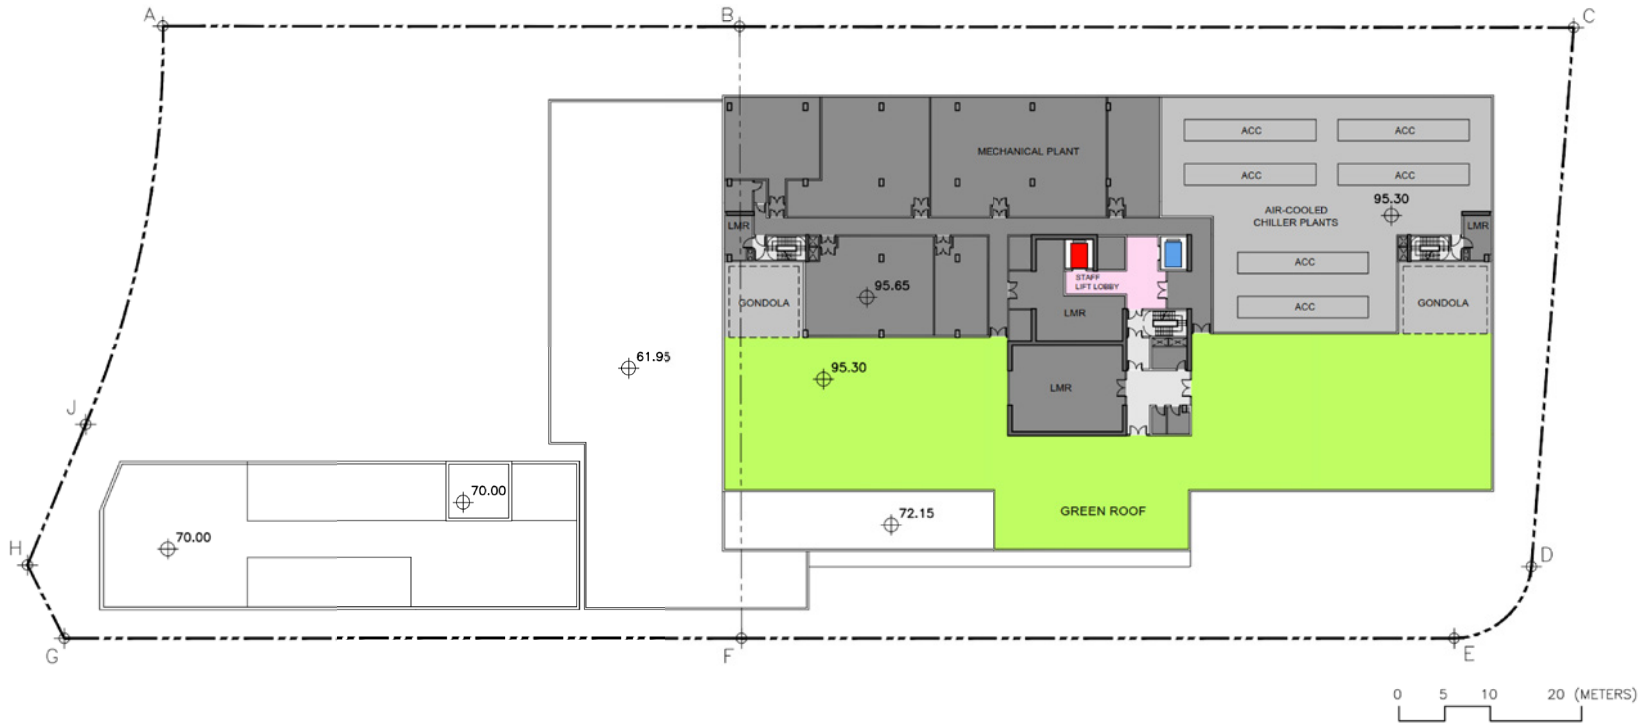 A
B
C
MECHANICAL PLANT
ACC
ACC
ACC
ACC
95.30
AIR-COOLED
CHILLER PLANTS
LMR
LMR
ACC
STAFF
LIFT LOBBY
95.65
GONDOLA
GONDOLA
ACC
LMR
61.95
95.30
LMR
J
70.00
72.15
GREEN ROOF
70.00
H
D
G
F
E
0 5 10 20 (METERS)